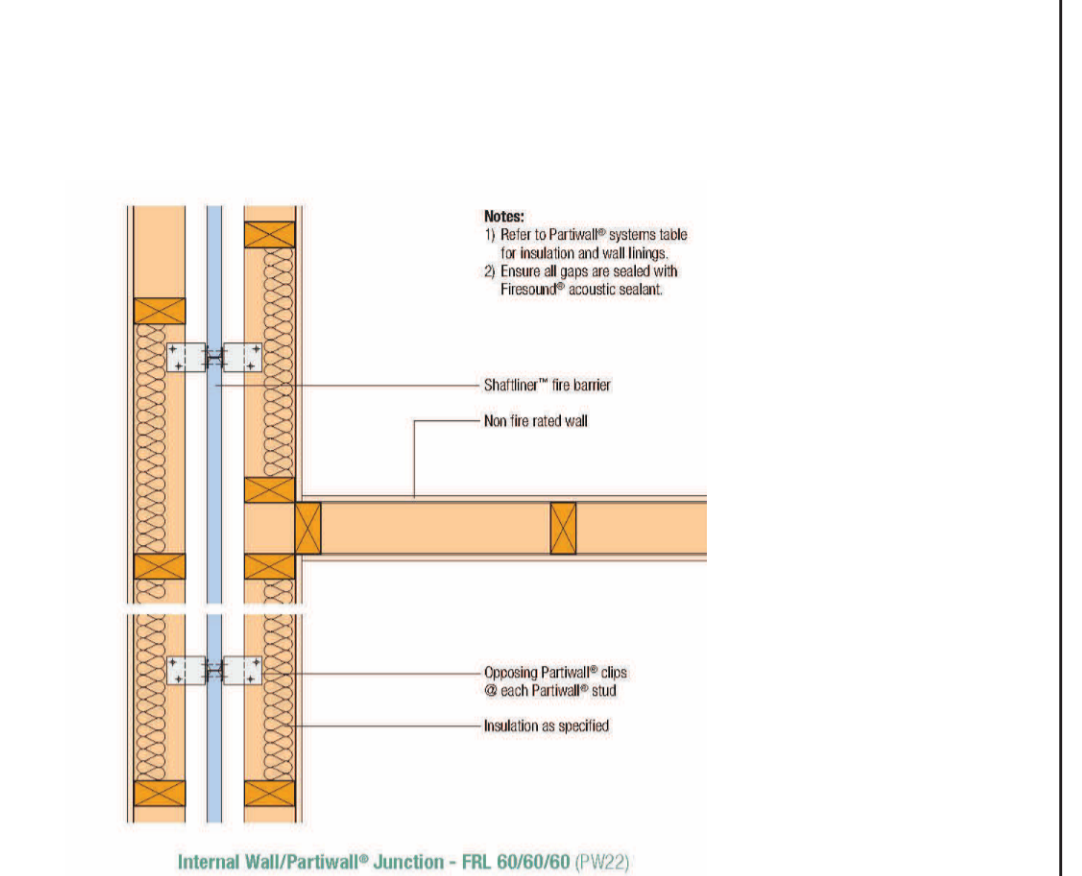 Notes:
1) Refer to Partiwall® systems table
for insulation and wall linings.
2) Ensure all gaps are sealed with
Firesound® acoustic sealant.
Shaftliner™ fire barrier
Non fire rated wall
Opposing Partiwall® clips
@ each Partiwall® stud
Insulation as specified
Internal Wall/Partiwall® Junction - FRL 60/60/60 (PW22)